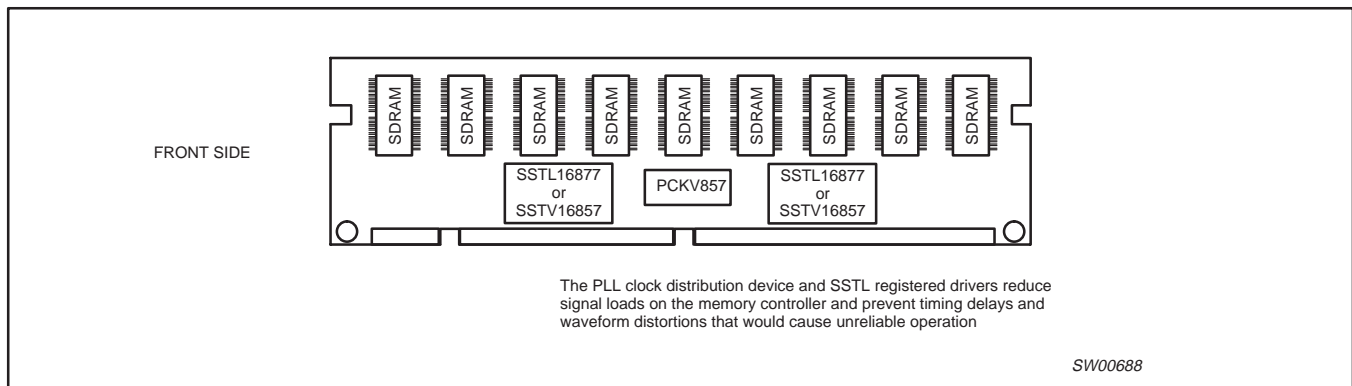 SDRAM SDRAM SDRAM SDRAM SDRAM SDRAM SDRAM SDRAM SDRAM
FRONT SIDE
SSTL16877
or
SSTV16857
PCKV857
SSTL16877
or
SSTV16857
The PLL clock distribution device and SSTL registered drivers reduce
signal loads on the memory controller and prevent timing delays and
waveform distortions that would cause unreliable operation
SW00688